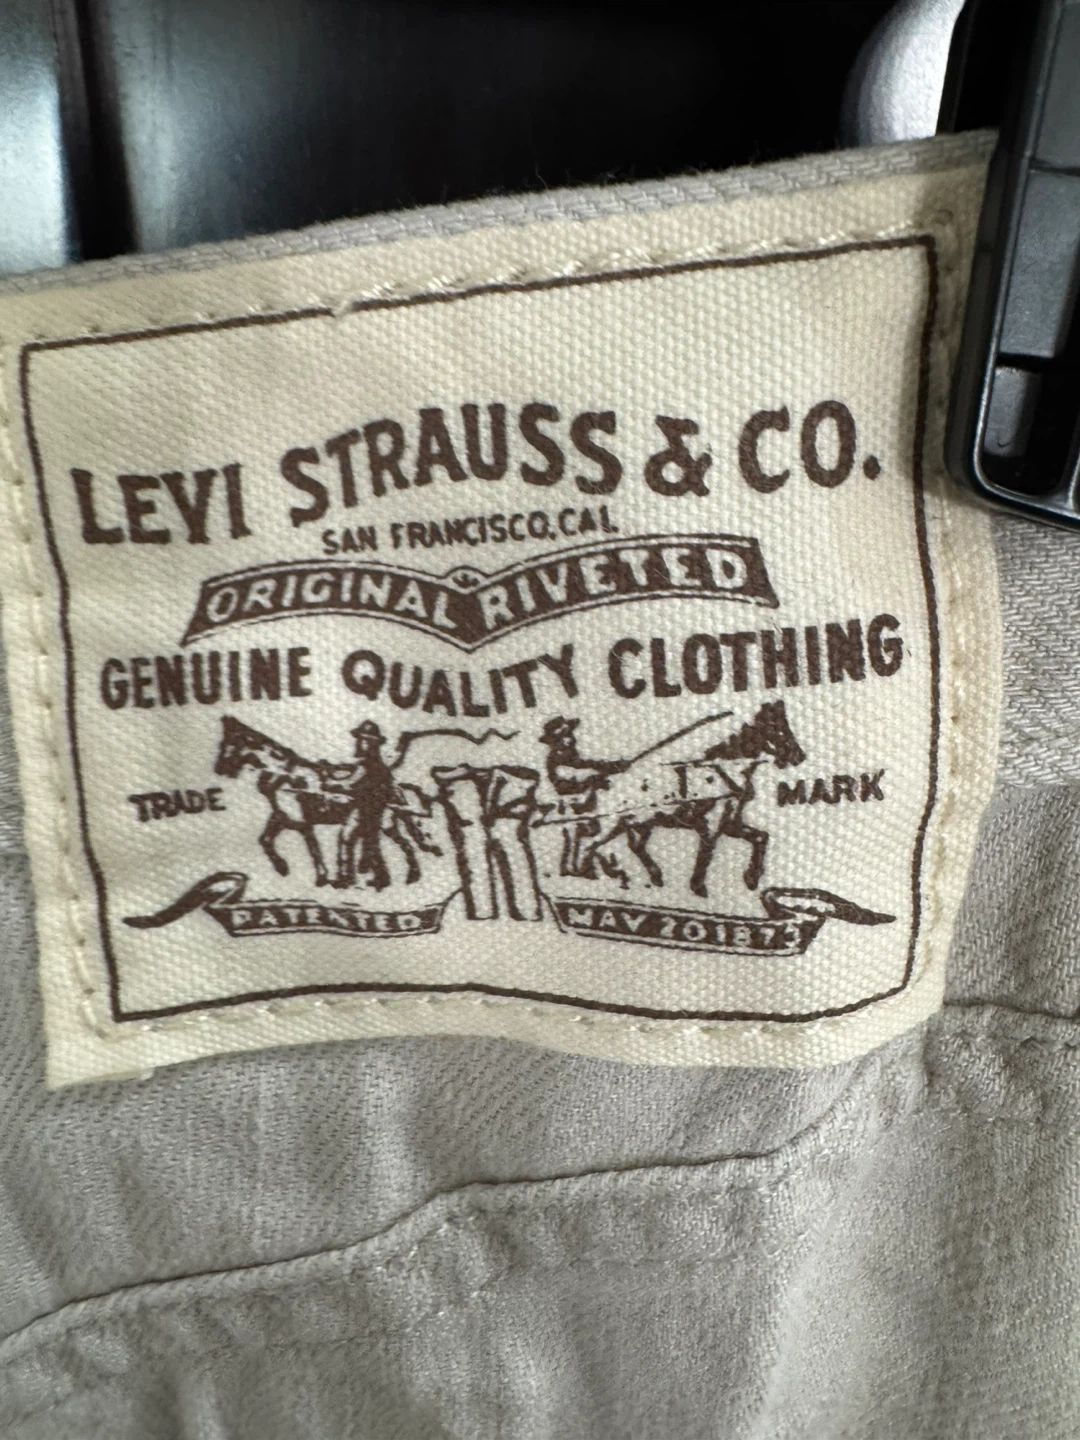 LEVI STRAUSS & CO.
SAN FRANCISCO, CAL.
ORIGINAL RIVETED
GENUINE QUALITY CLOTHING
TRADE MARK
PATENTED MAY 20 1873